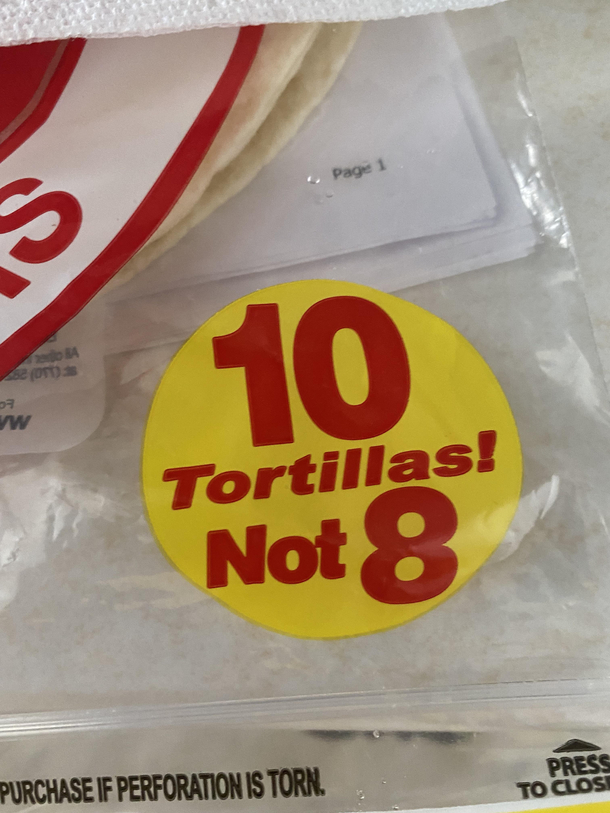 Page 1
10
Tortillas!
Not 8
PURCHASE IF PERFORATION IS TORN.
PRESS
TO CLOSE